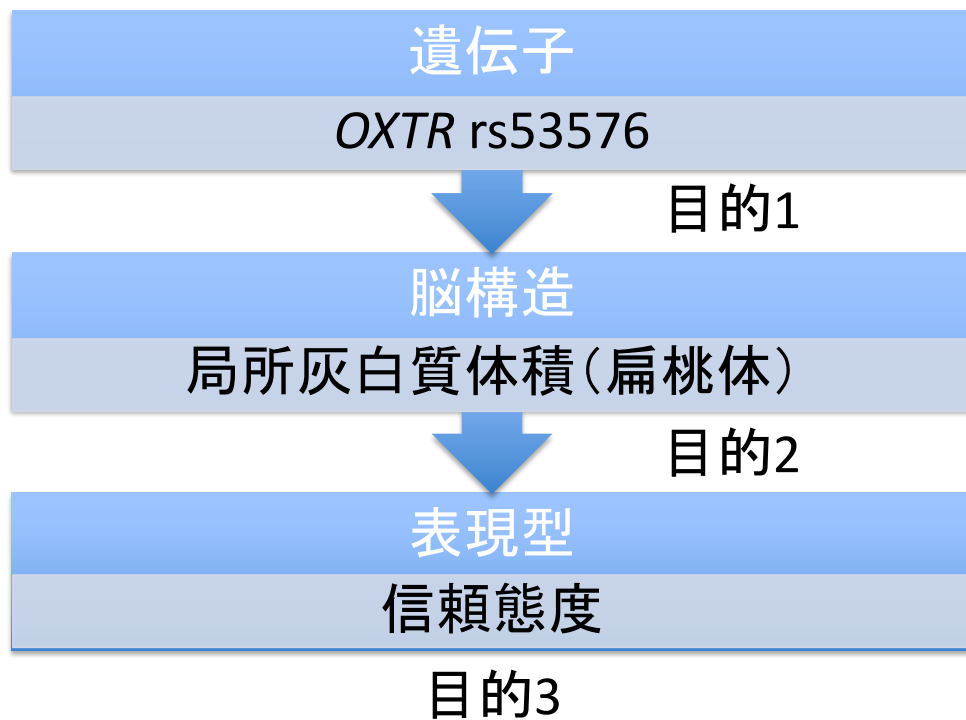 遺伝子
OXTR rs53576
目的1
脳構造
局所灰白質体積（扁桃体）
目的2
表現型
信頼態度
目的3